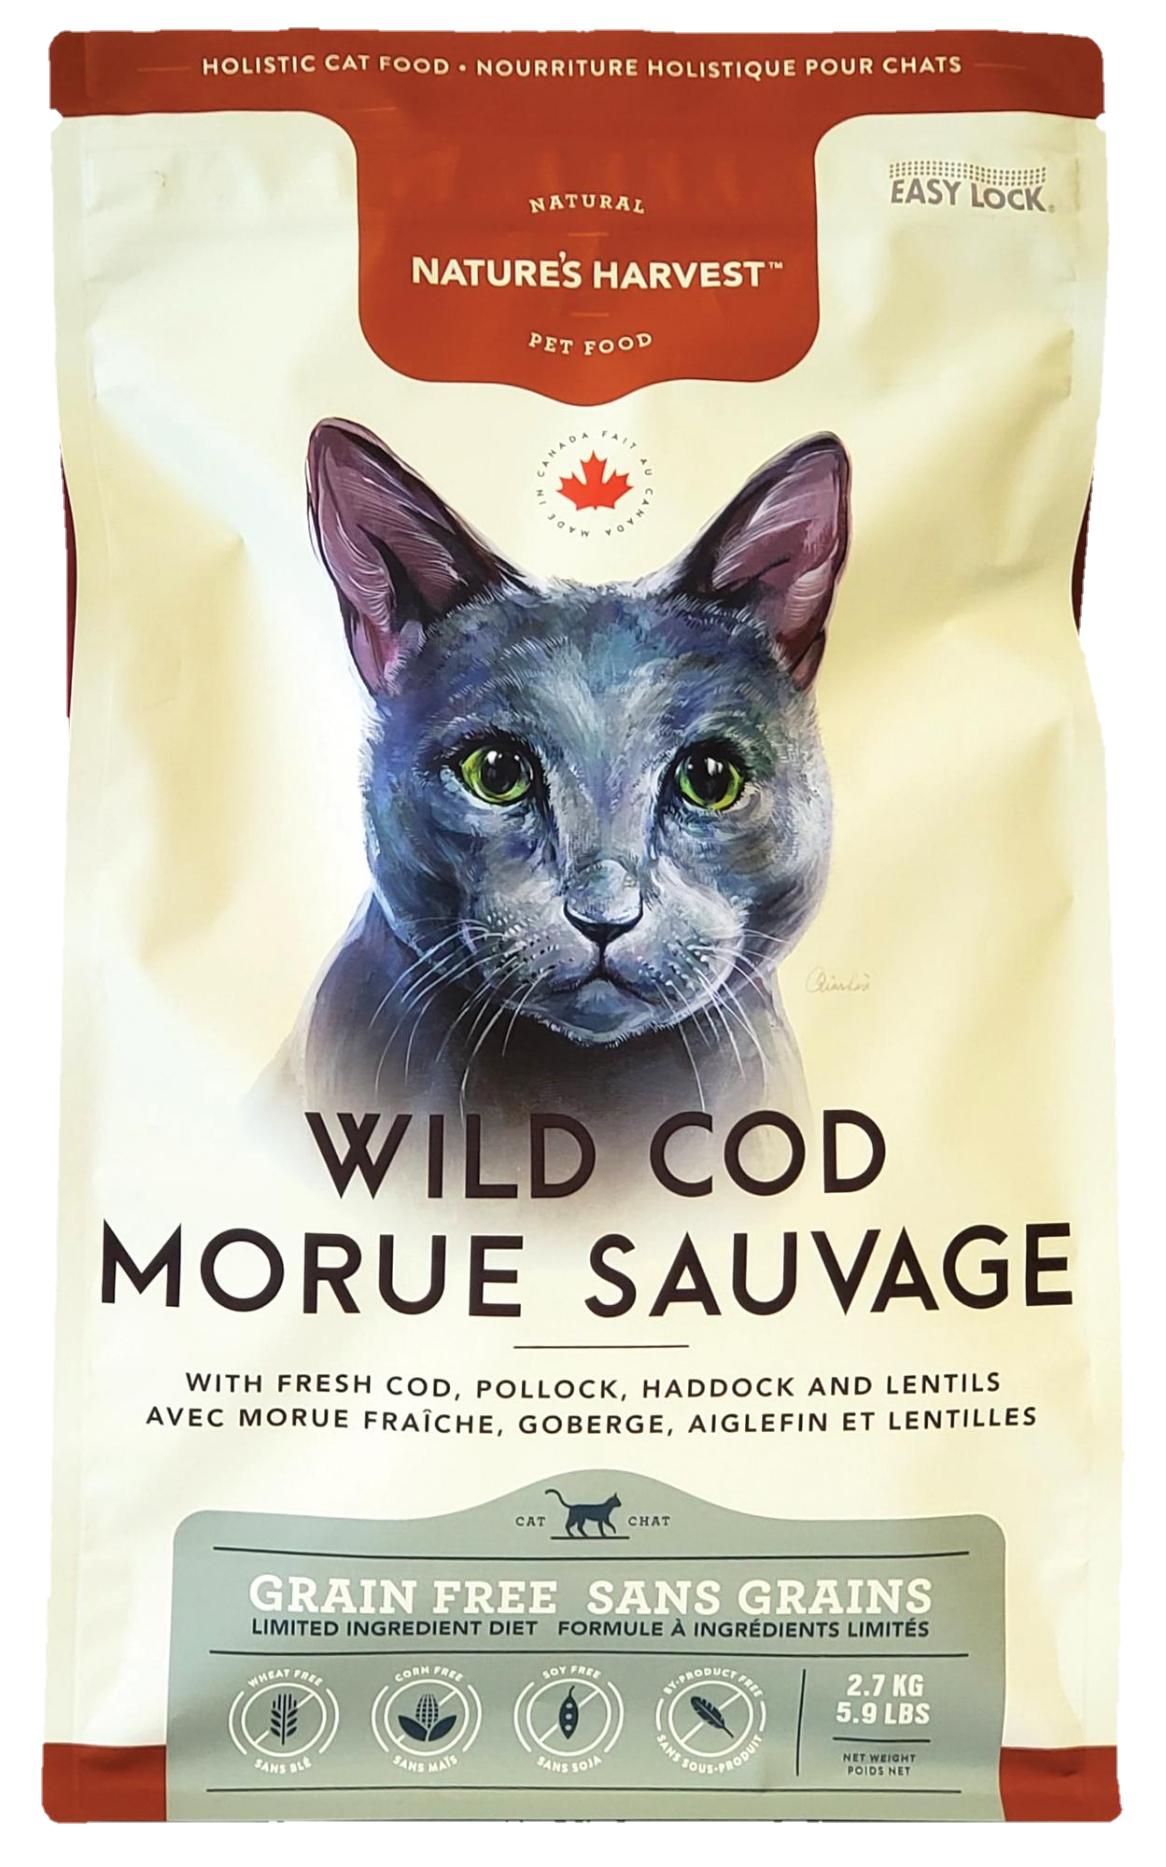 HOLISTIC CAT FOOD • NOURRITURE HOLISTIQUE POUR CHATS
EASY LOCK®
NATURAL
NATURE'S HARVEST™
PET FOOD
MADE IN CANADA FAIT AU CANADA
WILD COD
MORUE SAUVAGE
WITH FRESH COD, POLLOCK, HADDOCK AND LENTILS
AVEC MORUE FRAÎCHE, GOBERGE, AIGLEFIN ET LENTILLES
CAT CHAT
GRAIN FREE SANS GRAINS
LIMITED INGREDIENT DIET FORMULE À INGRÉDIENTS LIMITÉS
WHEAT FREE
SANS BLÉ
CORN FREE
SANS MAÏS
SOY FREE
SANS SOJA
BY-PRODUCT FREE
SANS SOUS-PRODUIT
2.7 KG
5.9 LBS
NET WEIGHT
POIDS NET